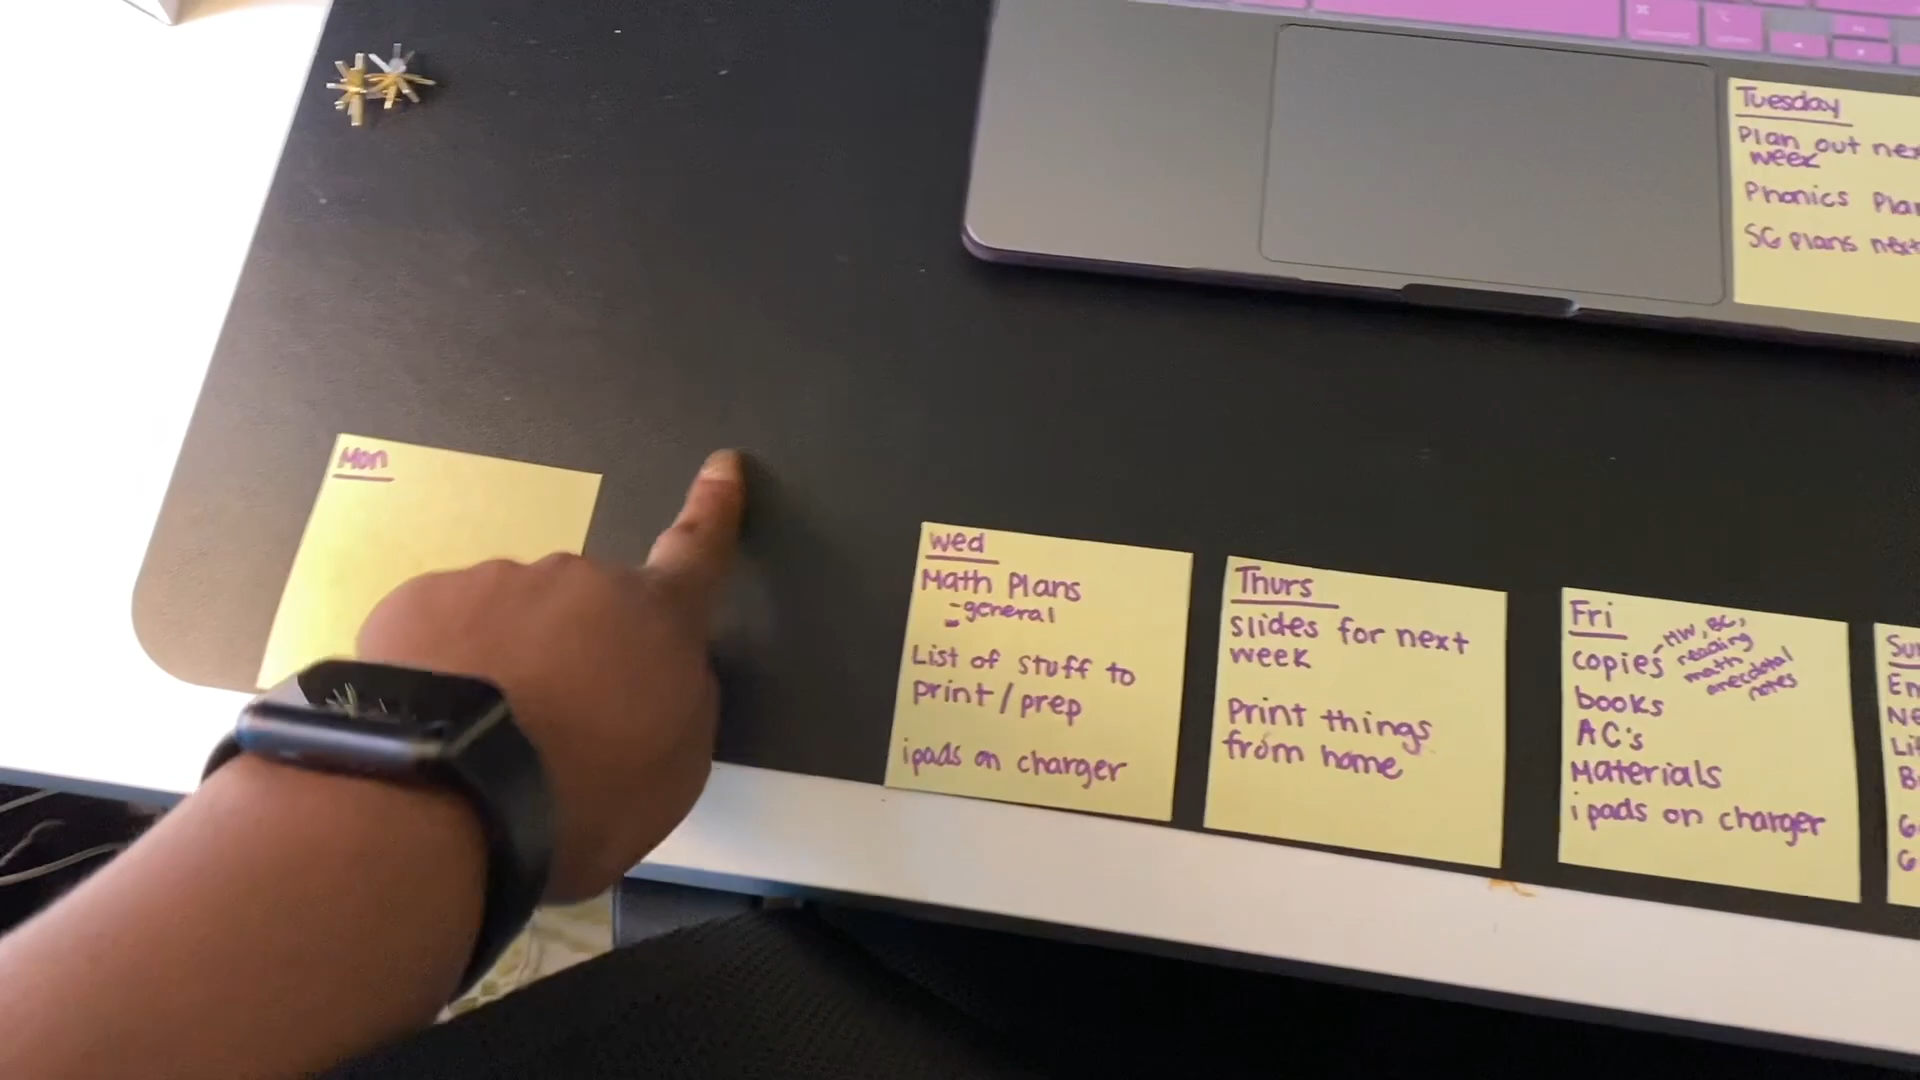 Tuesday
Plan out
week
Phonics
SG plans
Mon
Wed
Math Plans
- general
List of stuff to
print/prep
ipads on charger
Thurs
slides for next
week
Print things
from home
Fri
copies - HW, BC,
reading
math
anecdotal
notes
books
AC's
Materials
ipads on charger